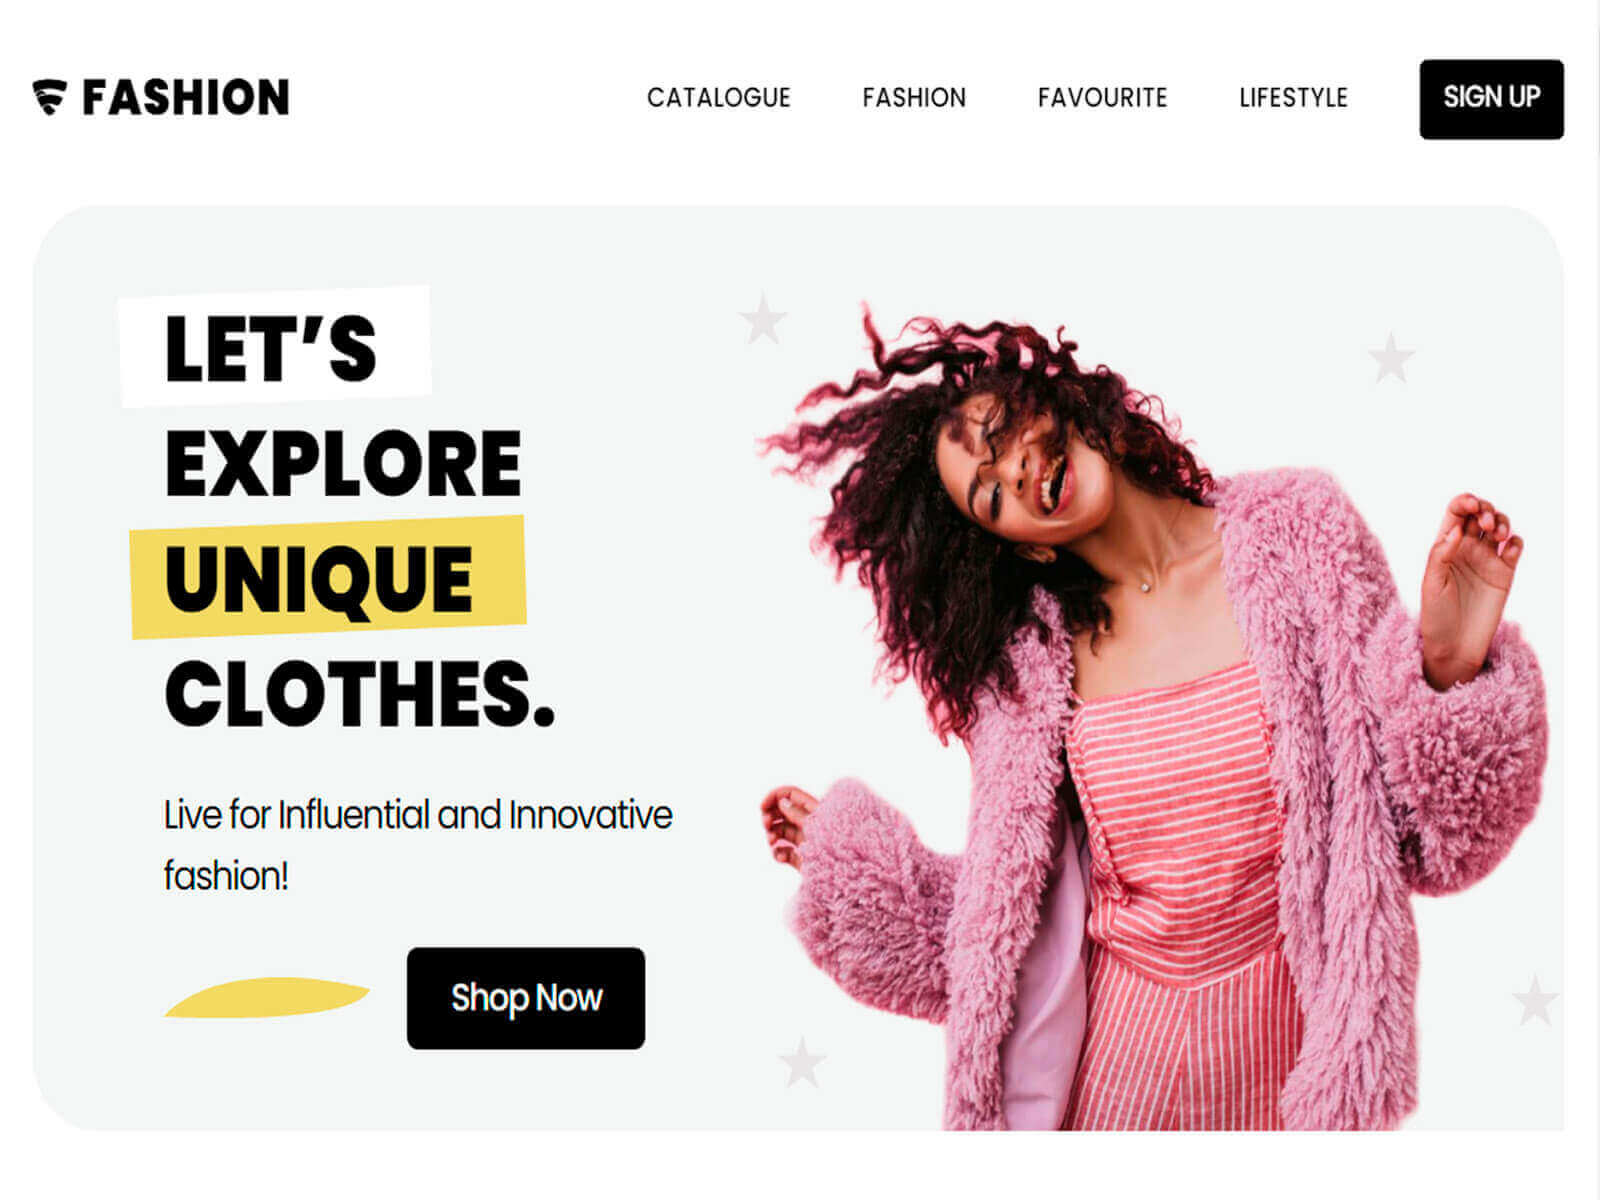 FASHION
CATALOGUE FASHION FAVOURITE LIFESTYLE SIGN UP
LET’S
EXPLORE
UNIQUE
CLOTHES.
Live for Influential and Innovative
fashion!
Shop Now